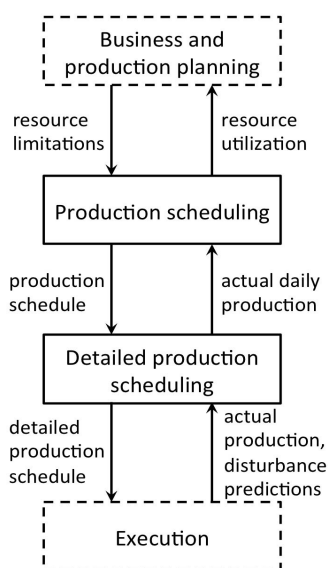 Business and
production planning
resource
limitations
resource
utilization
Production scheduling
production
schedule
actual daily
production
Detailed production
scheduling
detailed
production
schedule
actual
production,
disturbance
predictions
Execution